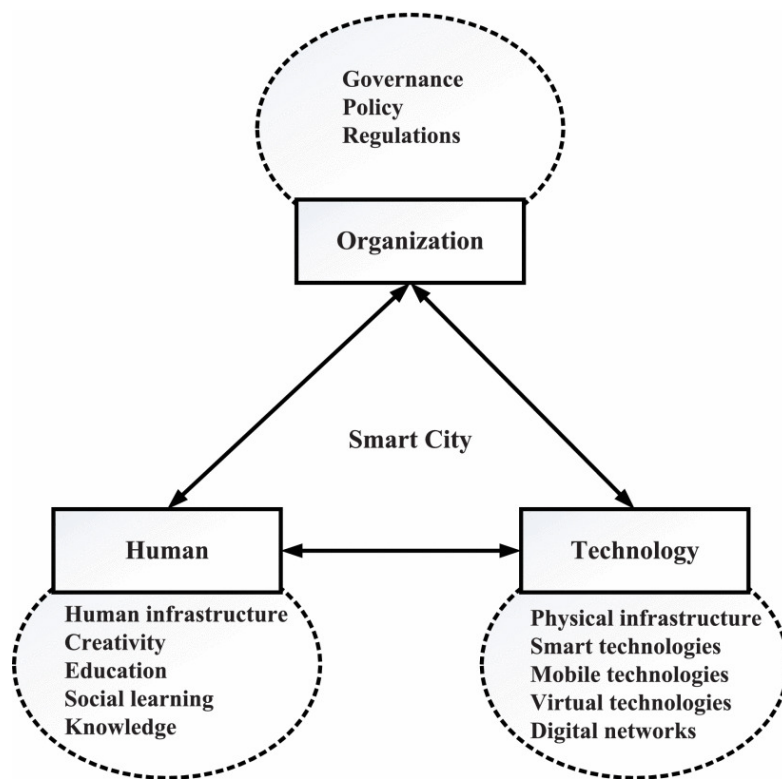 Governance
Policy
Regulations
Organization
Smart City
Human
Technology
Human infrastructure
Creativity
Education
Social learning
Knowledge
Physical infrastructure
Smart technologies
Mobile technologies
Virtual technologies
Digital networks